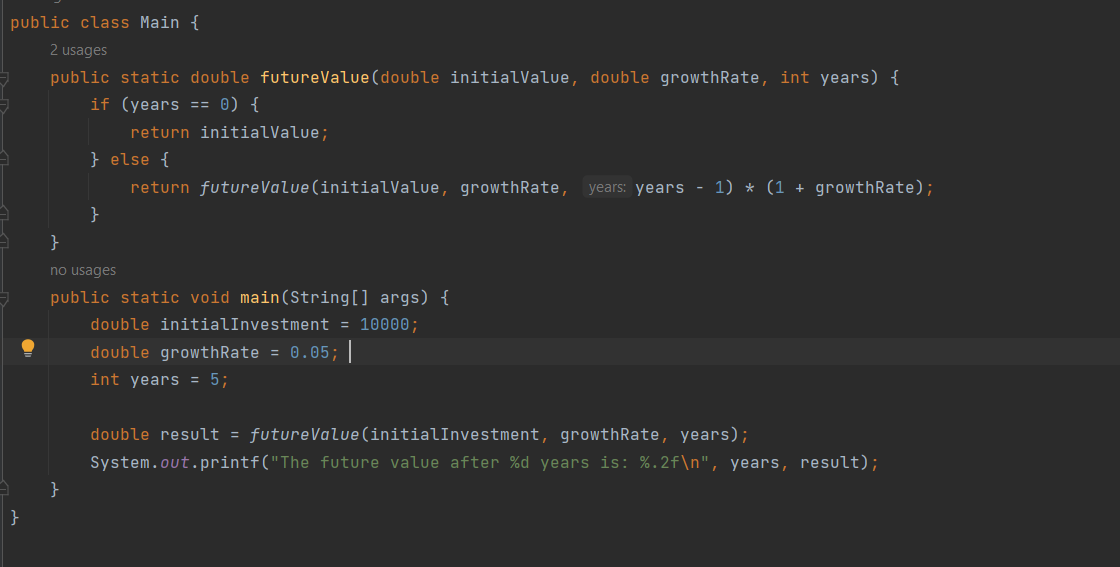 public class Main {
2 usages
public static double futureValue(double initialValue, double growthRate, int years) {
if (years == 0) {
return initialValue;
} else {
return futureValue(initialValue, growthRate, years: years - 1) * (1 + growthRate);
}
}
no usages
public static void main(String[] args) {
double initialInvestment = 10000;
double growthRate = 0.05;
int years = 5;
double result = futureValue(initialInvestment, growthRate, years);
System.out.printf("The future value after %d years is: %.2f\n", years, result);
}
}